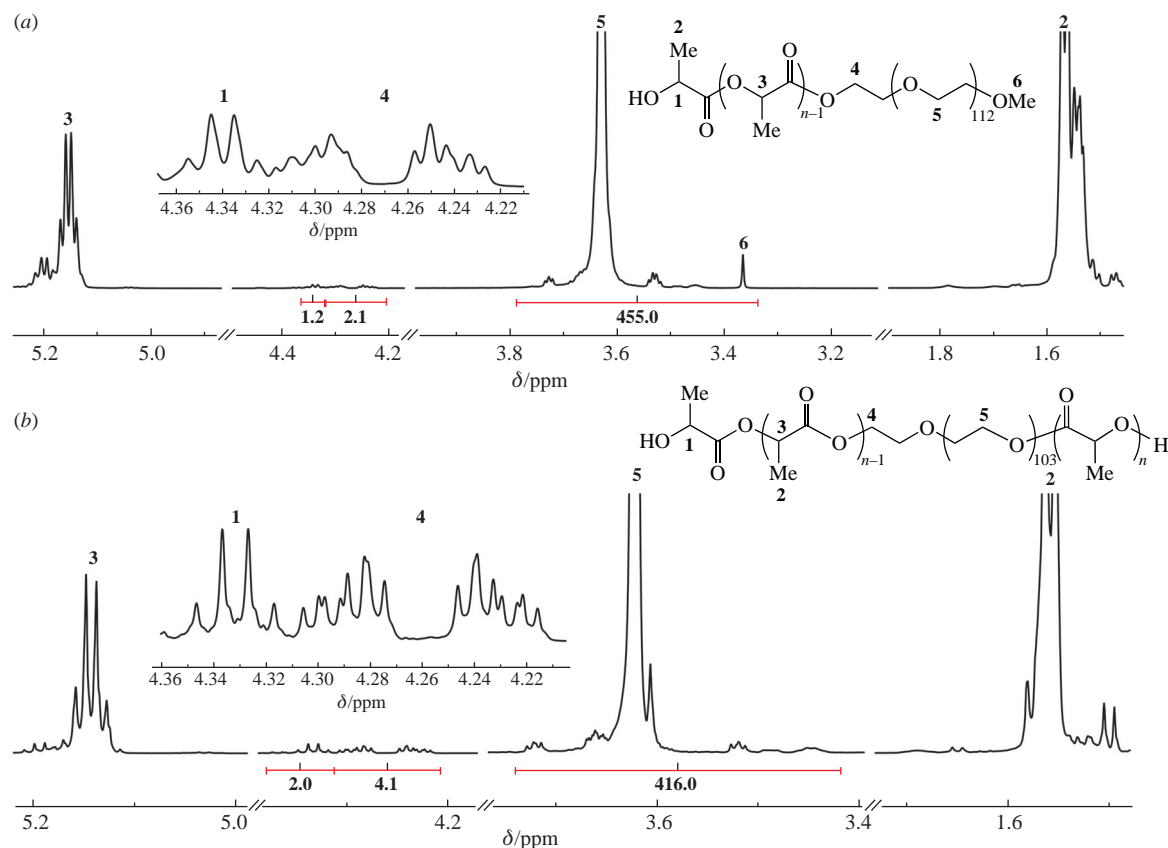 (a)
5
2
2
Me
O
4
6
1
4
3
O
3
HO
1
O
Me
n–1
O
5
112
OMe
6
4.36 4.34 4.32 4.30 4.28 4.26 4.24 4.22
δ/ppm
1.2 2.1 455.0
5.2 5.0 4.4 4.2 3.8 3.6 3.4 3.2 1.8 1.6
δ/ppm
(b)
Me
O
4
5
O
O
3
O
O
O
O
H
HO
1
n–1
103
n
O
Me
Me
5
2
2
1
4
3
4.36 4.34 4.32 4.30 4.28 4.26 4.24 4.22
δ/ppm
2.0 4.1 416.0
5.2 5.0 4.2 3.6 3.4 1.6
δ/ppm